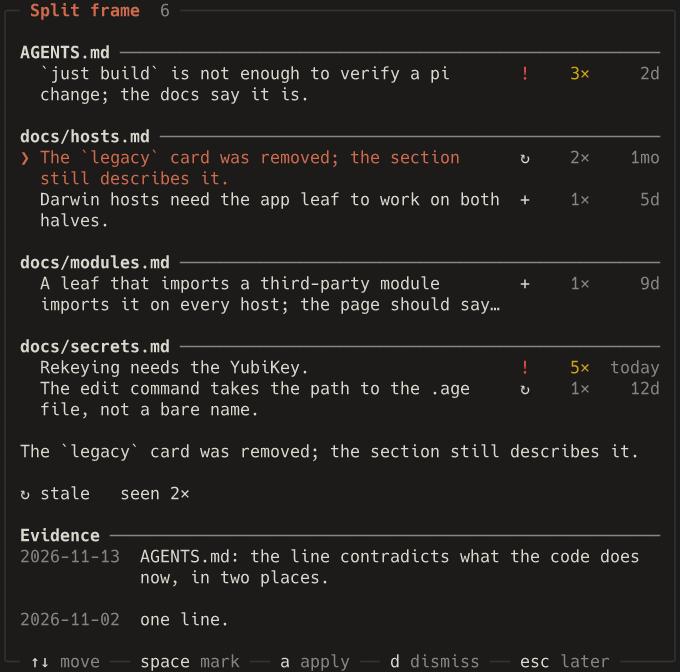 Split frame 6
AGENTS.md
`just build` is not enough to verify a pi ! 3× 2d
change; the docs say it is.
docs/hosts.md
❯ The `legacy` card was removed; the section ↻ 2× 1mo
still describes it.
Darwin hosts need the app leaf to work on both + 1× 5d
halves.
docs/modules.md
A leaf that imports a third-party module + 1× 9d
imports it on every host; the page should say…
docs/secrets.md
Rekeying needs the YubiKey. ! 5× today
The edit command takes the path to the .age ↻ 1× 12d
file, not a bare name.
The `legacy` card was removed; the section still describes it.
↻ stale seen 2×
Evidence
2026-11-13 AGENTS.md: the line contradicts what the code does
now, in two places.
2026-11-02 one line.
↑↓ move space mark a apply d dismiss esc later